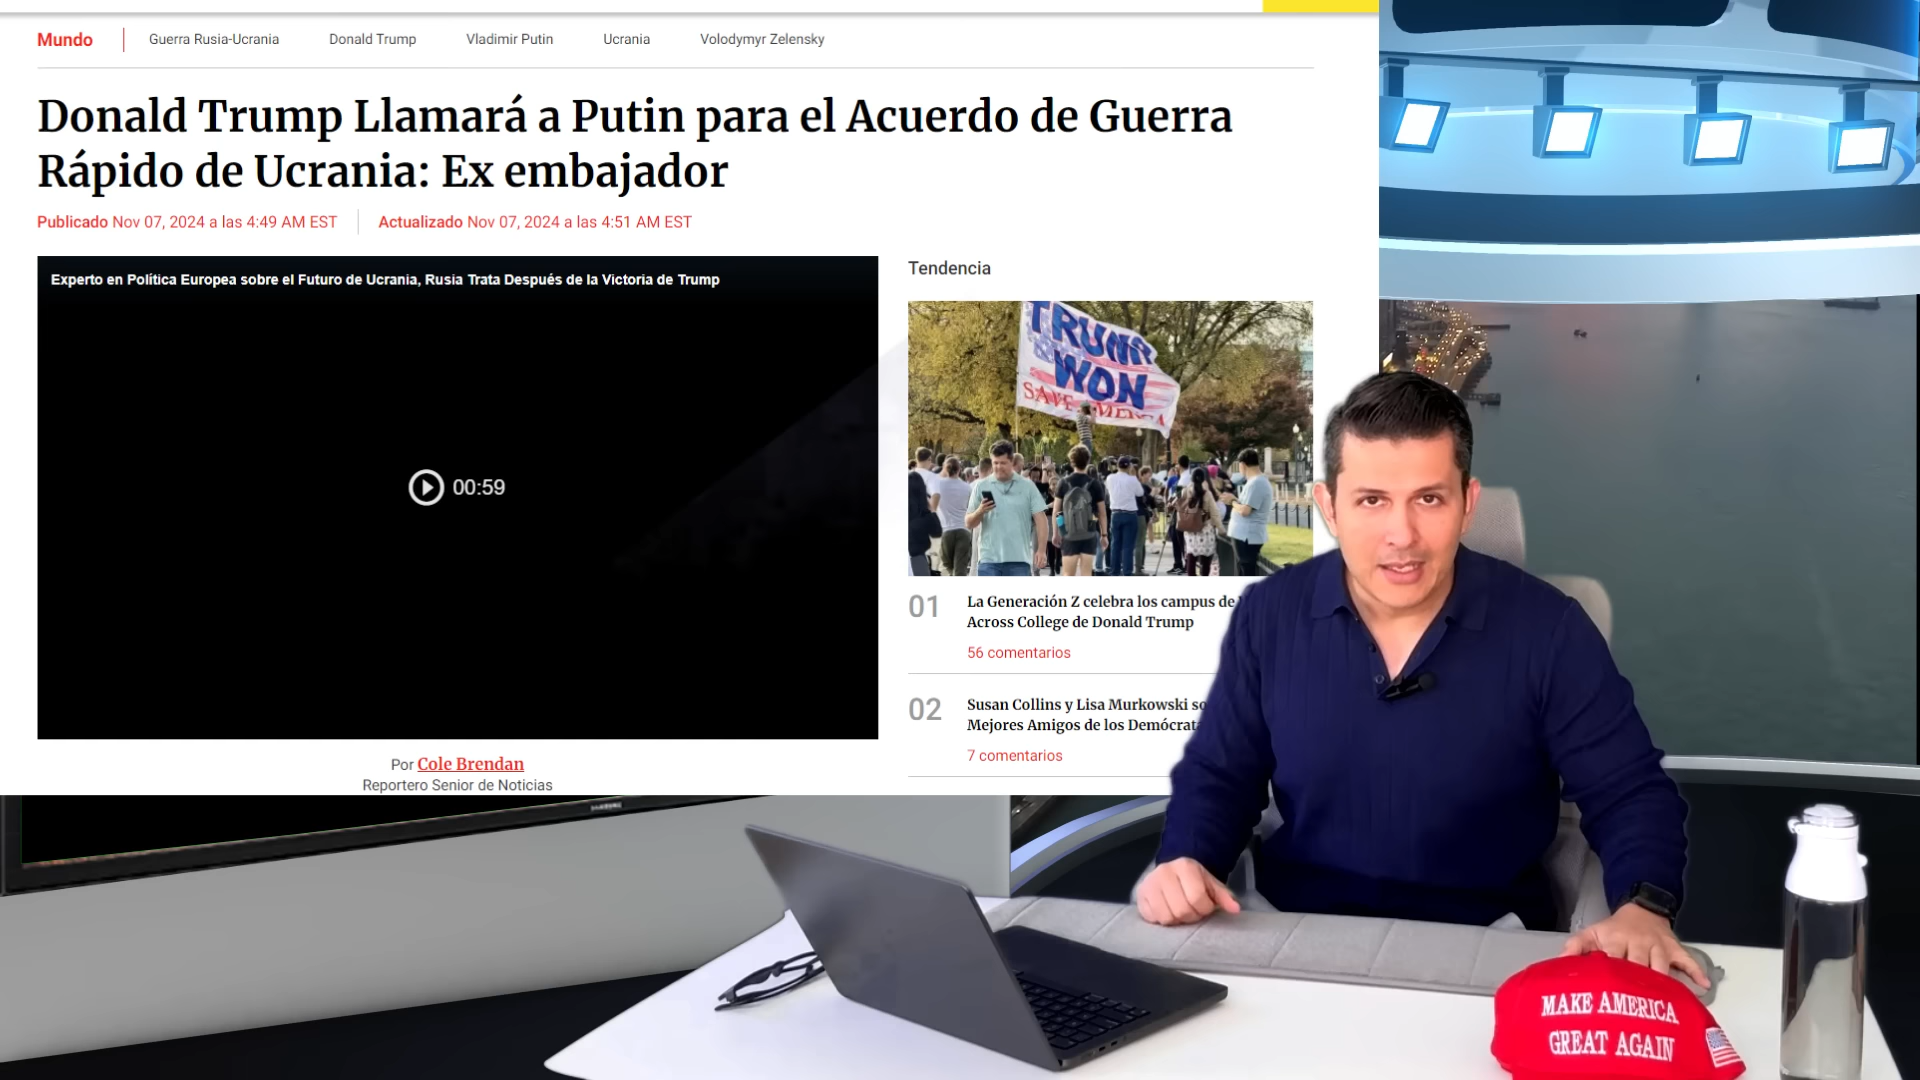 Mundo
Guerra Rusia-Ucrania
Donald Trump
Vladimir Putin
Ucrania
Volodymyr Zelensky
Donald Trump Llamará a Putin para el Acuerdo de Guerra
Rápido de Ucrania: Ex embajador
Publicado Nov 07, 2024 a las 4:49 AM EST
Actualizado Nov 07, 2024 a las 4:51 AM EST
Experto en Política Europea sobre el Futuro de Ucrania, Rusia Trata Después de la Victoria de Trump
00:59
Por Cole Brendan
Reportero Senior de Noticias
Tendencia
TRUMP
WON
SAVE AMERICA
01
La Generación Z celebra los campus de
Across College de Donald Trump
56 comentarios
02
Susan Collins y Lisa Murkowski
Mejores Amigos de los
7 comentarios
SAMSUNG
MAKE AMERICA
GREAT AGAIN